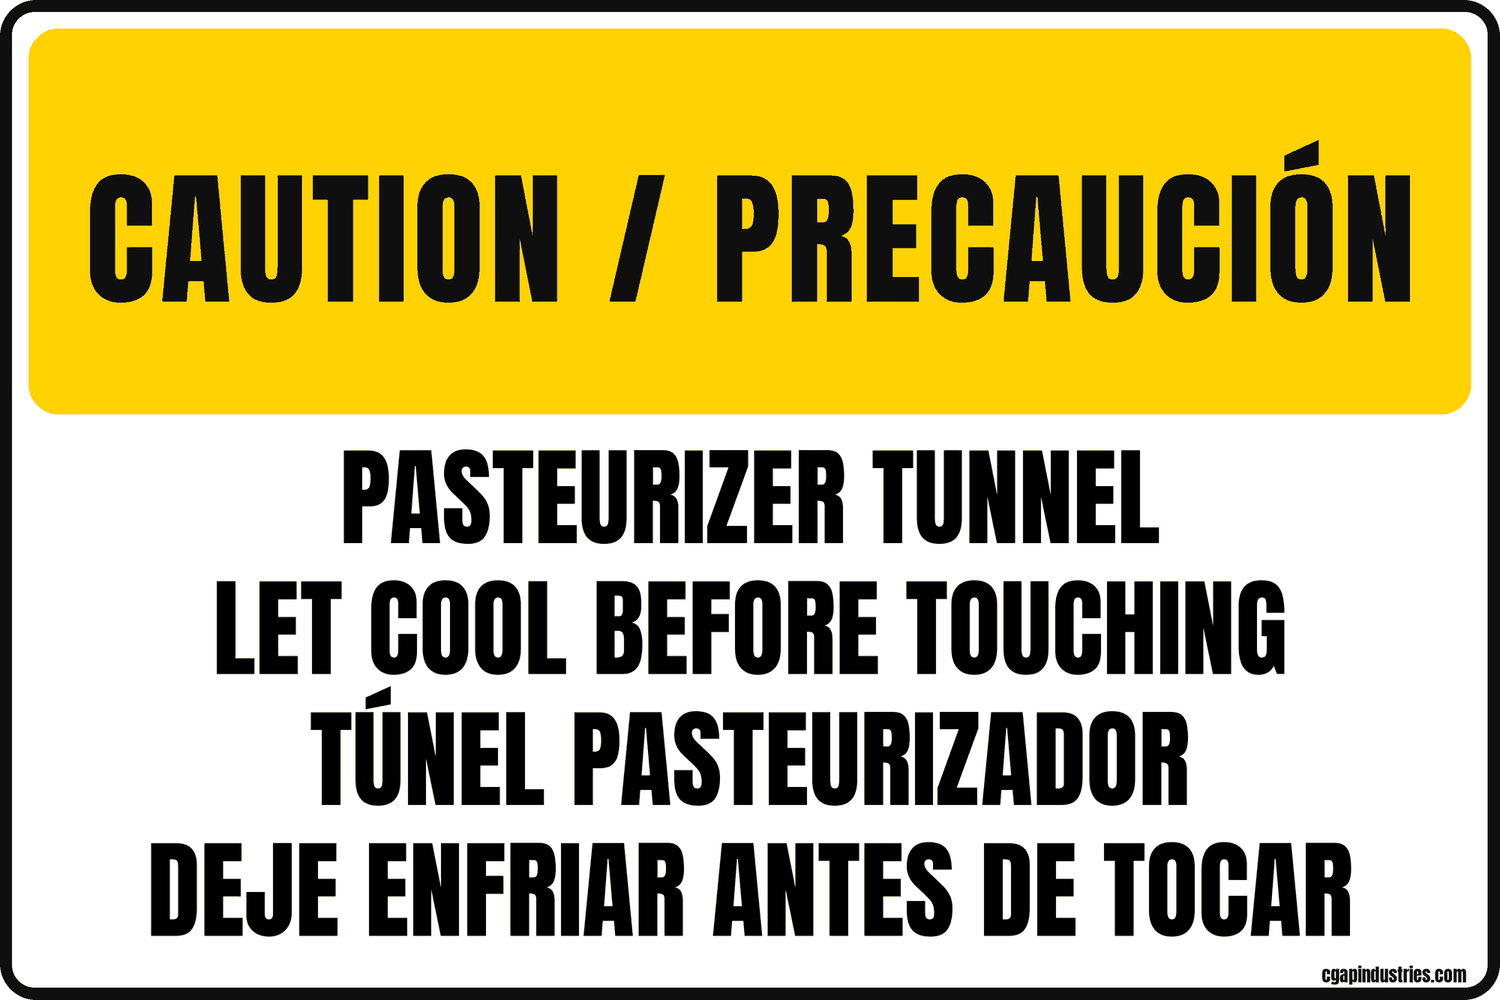 CAUTION / PRECAUCIÓN
PASTEURIZER TUNNEL
LET COOL BEFORE TOUCHING
TÚNEL PASTEURIZADOR
DEJE ENFRIAR ANTES DE TOCAR
cgapindustries.com